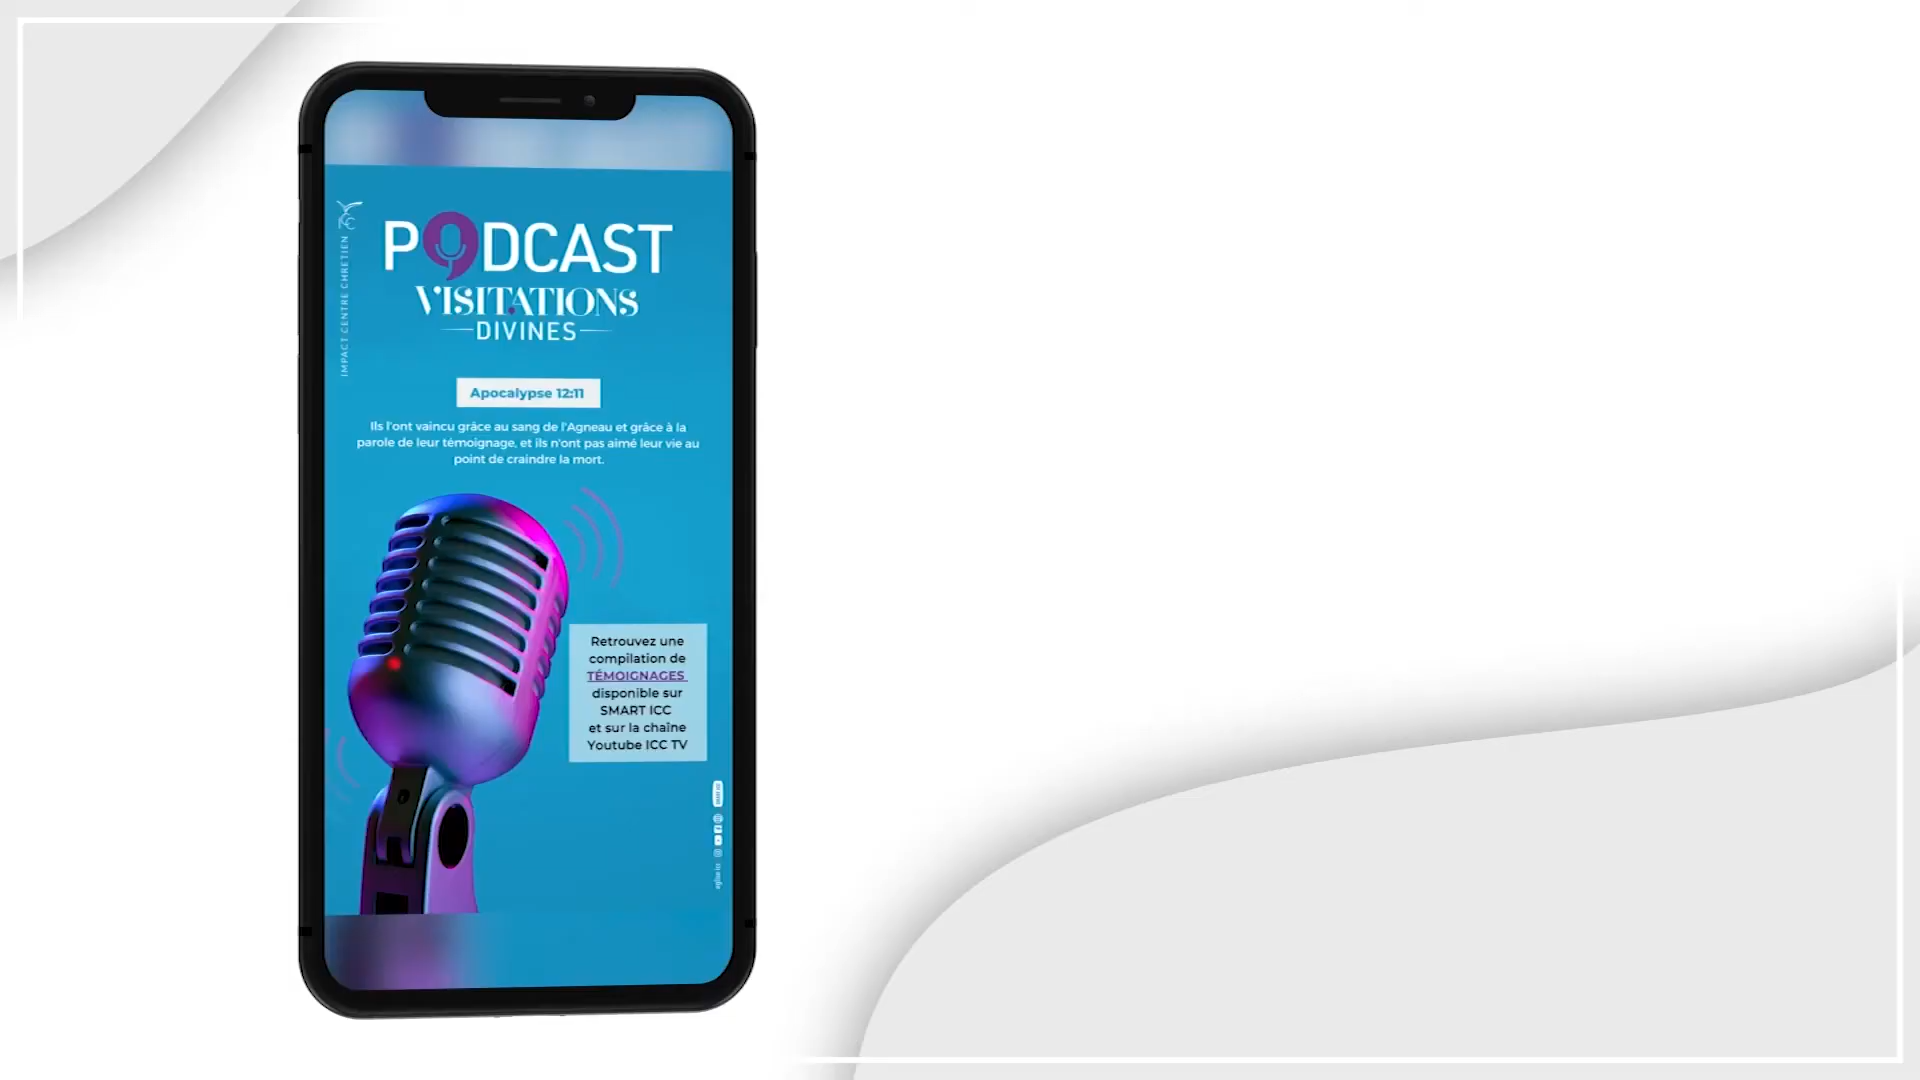 ICC
IMPACT CENTRE CHRETIEN
PODCAST
VISITATIONS
DIVINES
Apocalypse 12:11
Ils l'ont vaincu grâce au sang de l'Agneau et grâce à la
parole de leur témoignage, et ils n'ont pas aimé leur vie au
point de craindre la mort.
Retrouvez une
compilation de
TÉMOIGNAGES
disponible sur
SMART ICC
et sur la chaîne
Youtube ICC TV